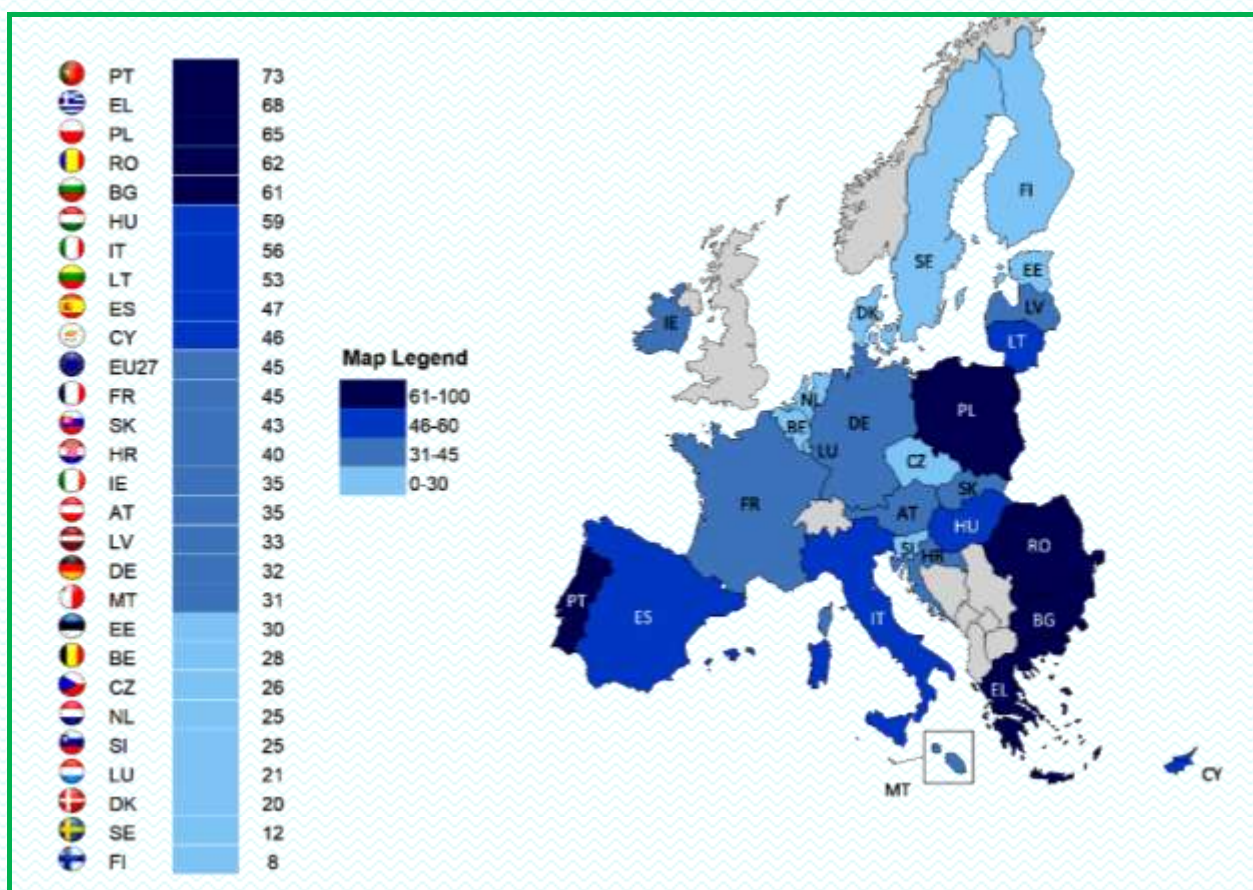 PT 73
EL 68
PL 65
RO 62
BG 61
HU 59
IT 56
LT 53
ES 47
CY 46
EU27 45
FR 45
SK 43
HR 40
IE 35
AT 35
LV 33
DE 32
MT 31
EE 30
BE 28
CZ 26
NL 25
SI 25
LU 21
DK 20
SE 12
FI 8
Map Legend
61-100
46-60
31-45
0-30
FI
SE
EE
LV
DK
LT
IE
NL
PL
BE
DE
LU
CZ
SK
FR
AT
HU
RO
SI
HR
PT
ES
IT
BG
EL
MT
CY